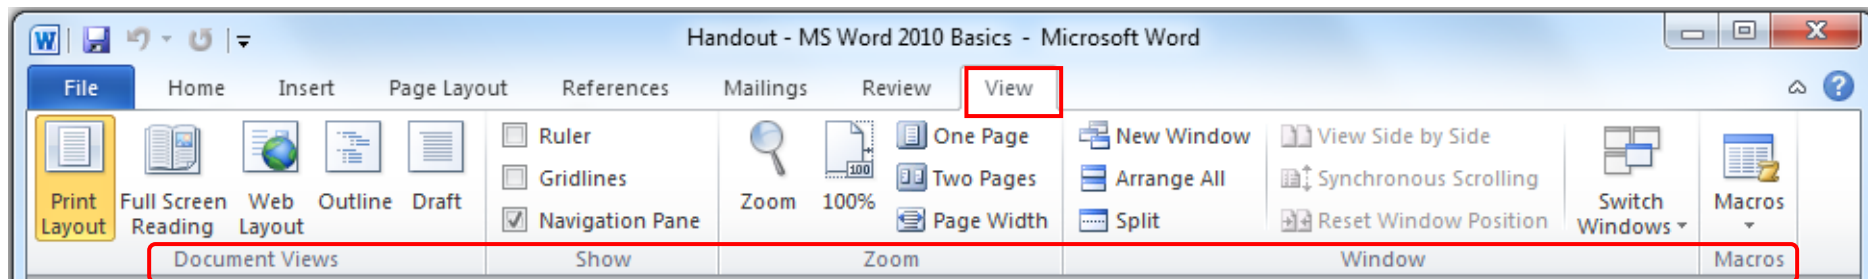 W
Handout - MS Word 2010 Basics - Microsoft Word
File Home Insert Page Layout References Mailings Review View
?
Print Layout
Full Screen Reading
Web Layout
Outline
Draft
Ruler
Gridlines
Navigation Pane
Zoom
100
100%
One Page
Two Pages
Page Width
New Window
Arrange All
Split
View Side by Side
Synchronous Scrolling
Reset Window Position
Switch
Windows
Macros
Document Views Show Zoom Window Macros